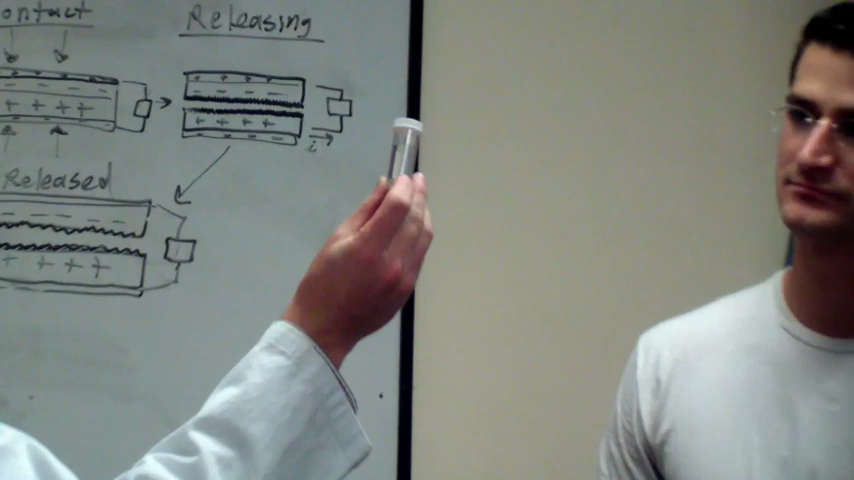 ontact
Releasing
- - - -
+ + + +
+ + + +
i
Released
- - - -
+ + + +